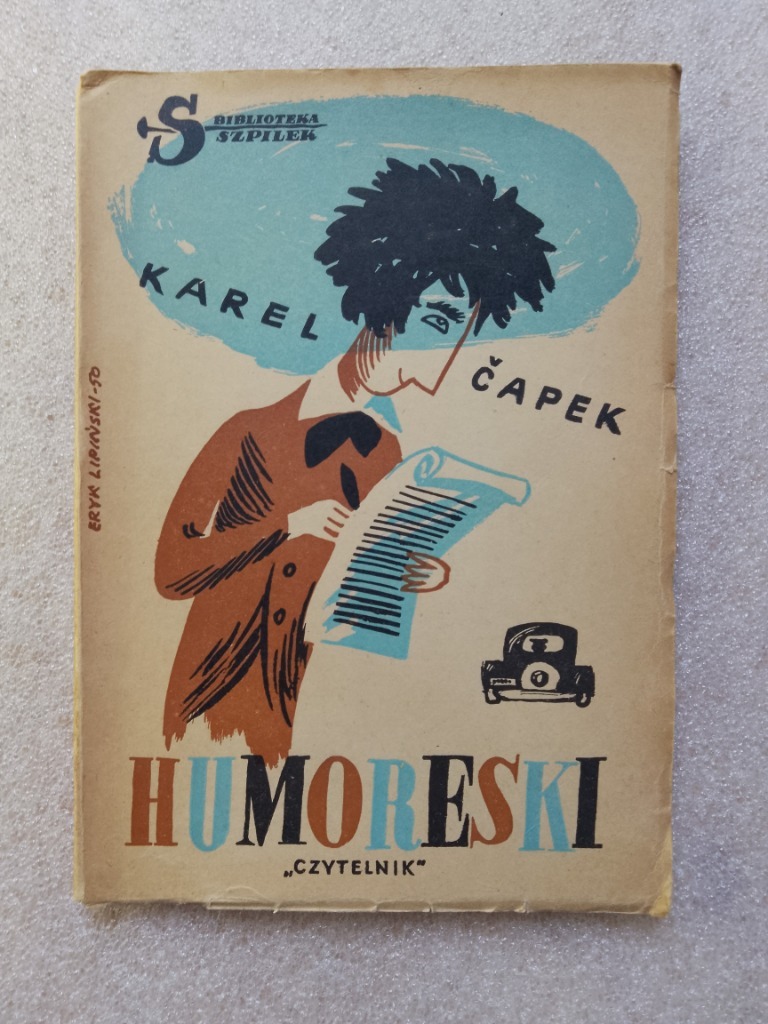 S BIBLIOTEKA
SZPILEK
KAREL
ČAPEK
ERYK LIPIŃSKI-50
HUMORESKI
„CZYTELNIK”